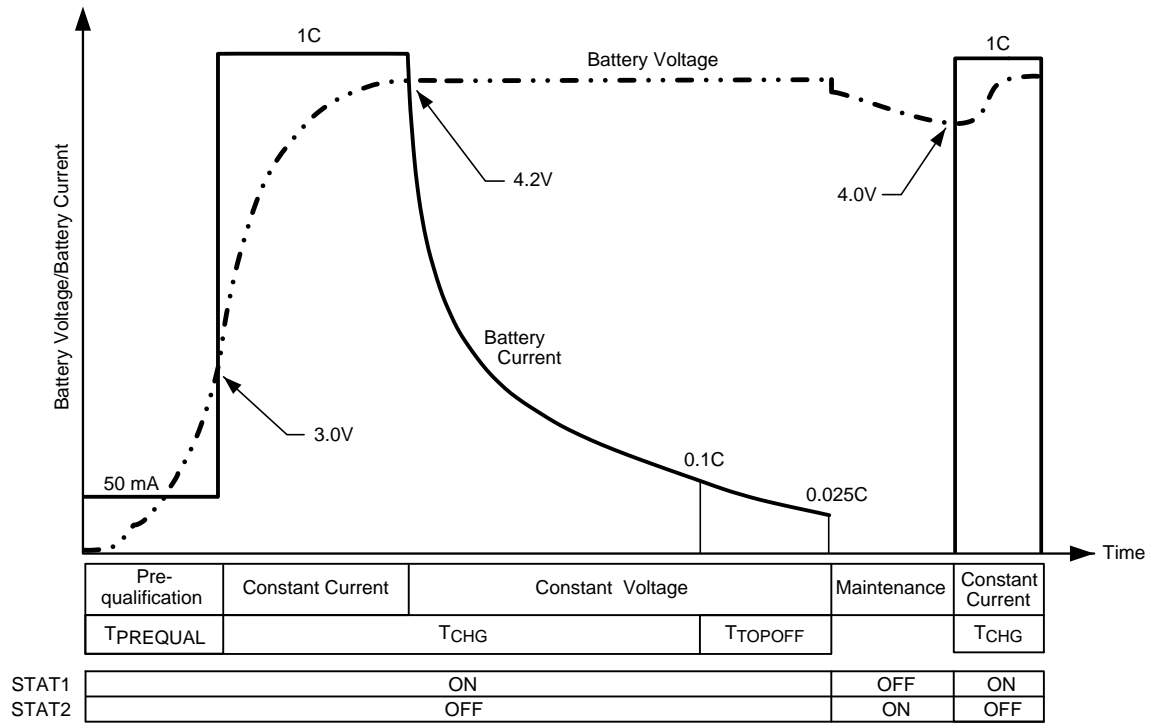 1C
Battery Voltage
1C
Battery Voltage/Battery Current
4.2V
4.0V
Battery
Current
3.0V
0.1C
50 mA
0.025C
Time
Pre-
qualification
Constant Current
Constant Voltage
Maintenance
Constant
Current
TPREQUAL
TCHG
TTOPOFF
TCHG
STAT1 ON OFF ON
STAT2 OFF ON OFF